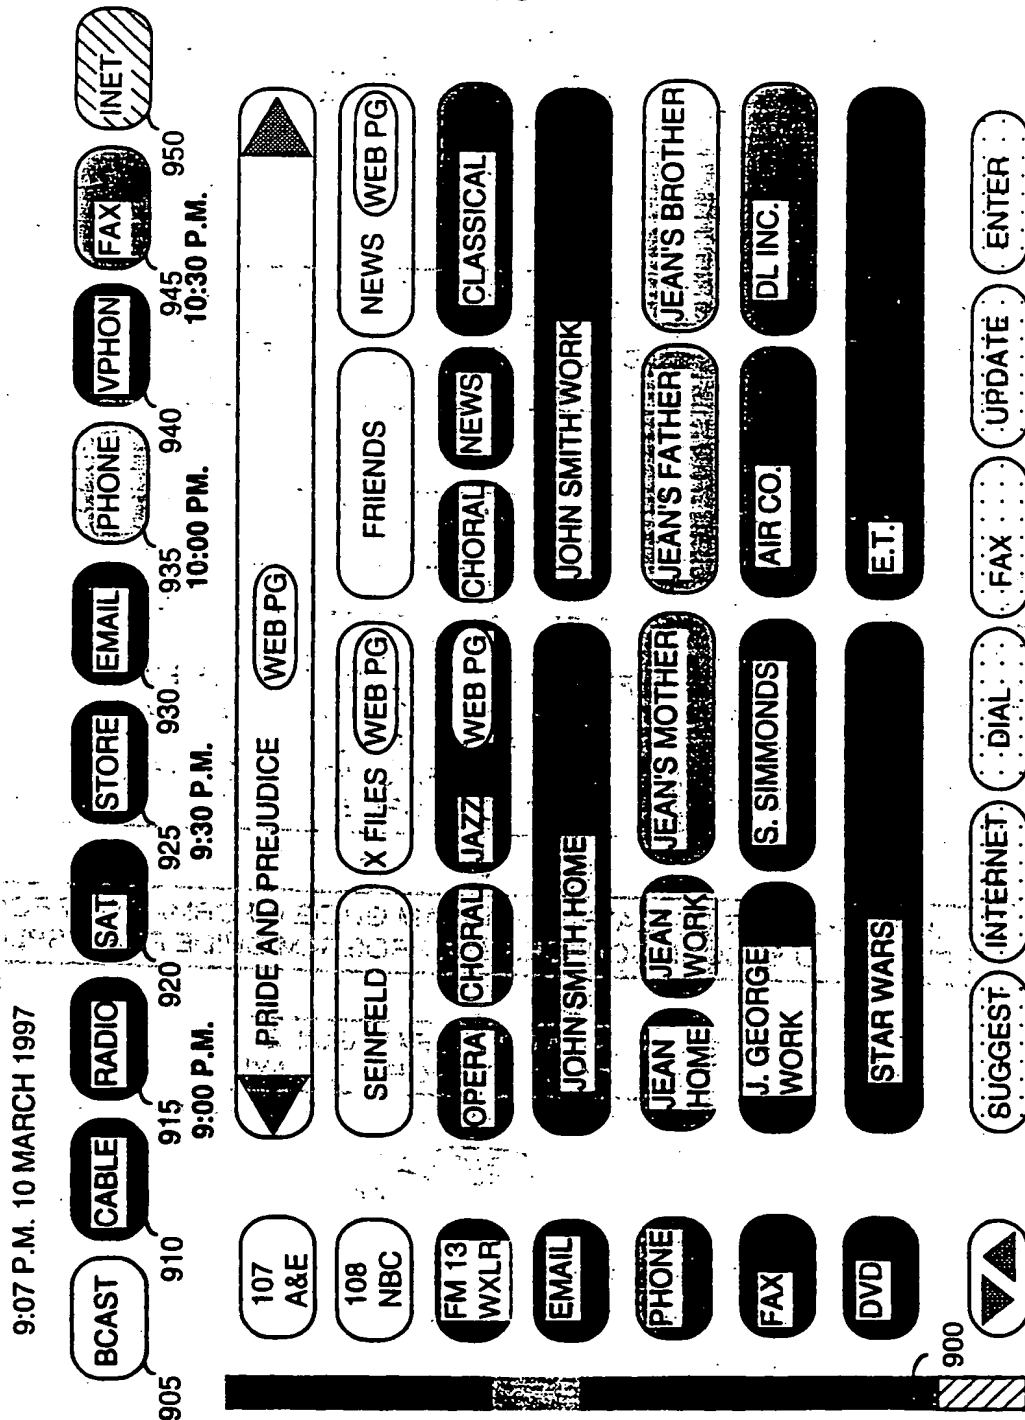 9:07 P.M. 10 MARCH 1997
BCAST CABLE RADIO SAT STORE EMAIL PHONE VPHON FAX INET
905 910 915 920 925 930 935 940 945 950
9:00 P.M. 9:30 P.M. 10:00 PM. 10:30 P.M.
107 A&E PRIDE AND PREJUDICE WEB PG
108 NBC SEINFELD X FILES WEB PG FRIENDS NEWS WEB PG
FM 13 WXLR OPERA CHORAL JAZZ WEB PG CHORAL NEWS CLASSICAL
EMAIL JOHN SMITH HOME JOHN SMITH WORK
PHONE JEAN HOME JEAN WORK JEAN'S MOTHER JEAN'S FATHER JEAN'S BROTHER
FAX J. GEORGE WORK S. SIMMONDS AIR CO. DL INC.
DVD STAR WARS E.T.
900
SUGGEST INTERNET DIAL FAX UPDATE ENTER